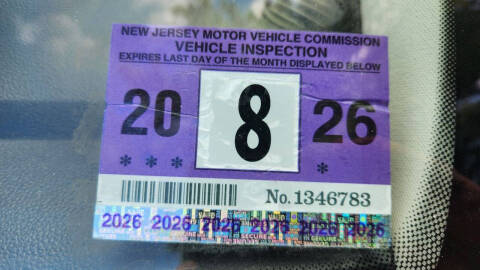 NEW JERSEY MOTOR VEHICLE COMMISSION
VEHICLE INSPECTION
EXPIRES LAST DAY OF THE MONTH DISPLAYED BELOW
20 8 26
* * * *
No. 1346783
2026 2026 2026 2026 2026 2026